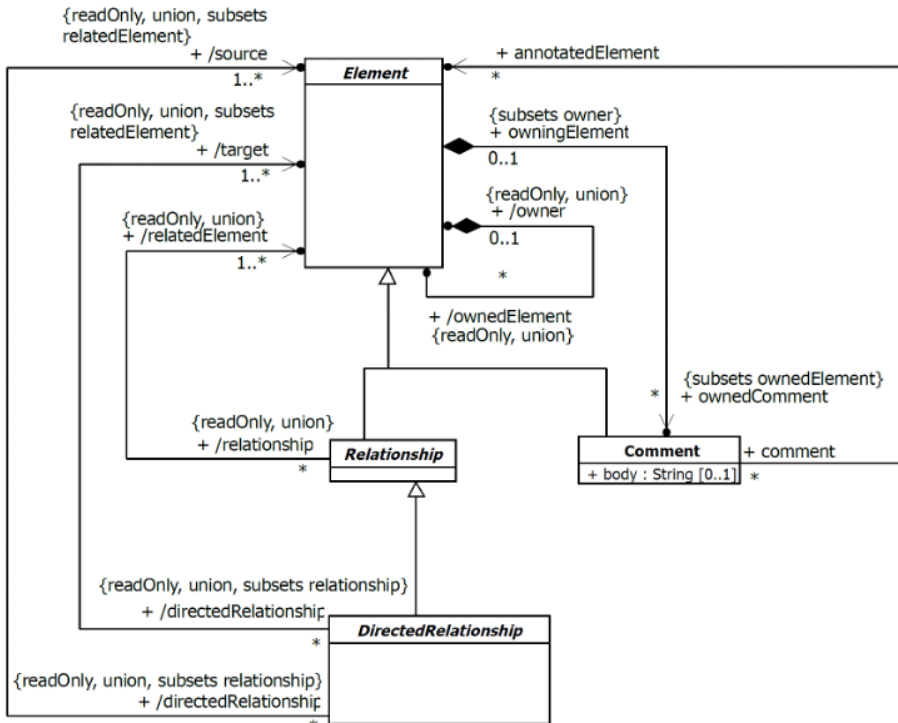 {readOnly, union, subsets
relatedElement}
+ /source
1..*
Element
+ annotatedElement
*
{readOnly, union, subsets
relatedElement}
+ /target
1..*
{subsets owner}
+ owningElement
0..1
{readOnly, union}
+ /relatedElement
1..*
{readOnly, union}
+ /owner
0..1
*
+ /ownedElement
{readOnly, union}
{subsets ownedElement}
* + ownedComment
{readOnly, union}
+ /relationship
*
Relationship
Comment
+ body : String [0..1]
+ comment
*
{readOnly, union, subsets relationship}
+ /directedRelationship
*
DirectedRelationship
{readOnly, union, subsets relationship}
+ /directedRelationship
*